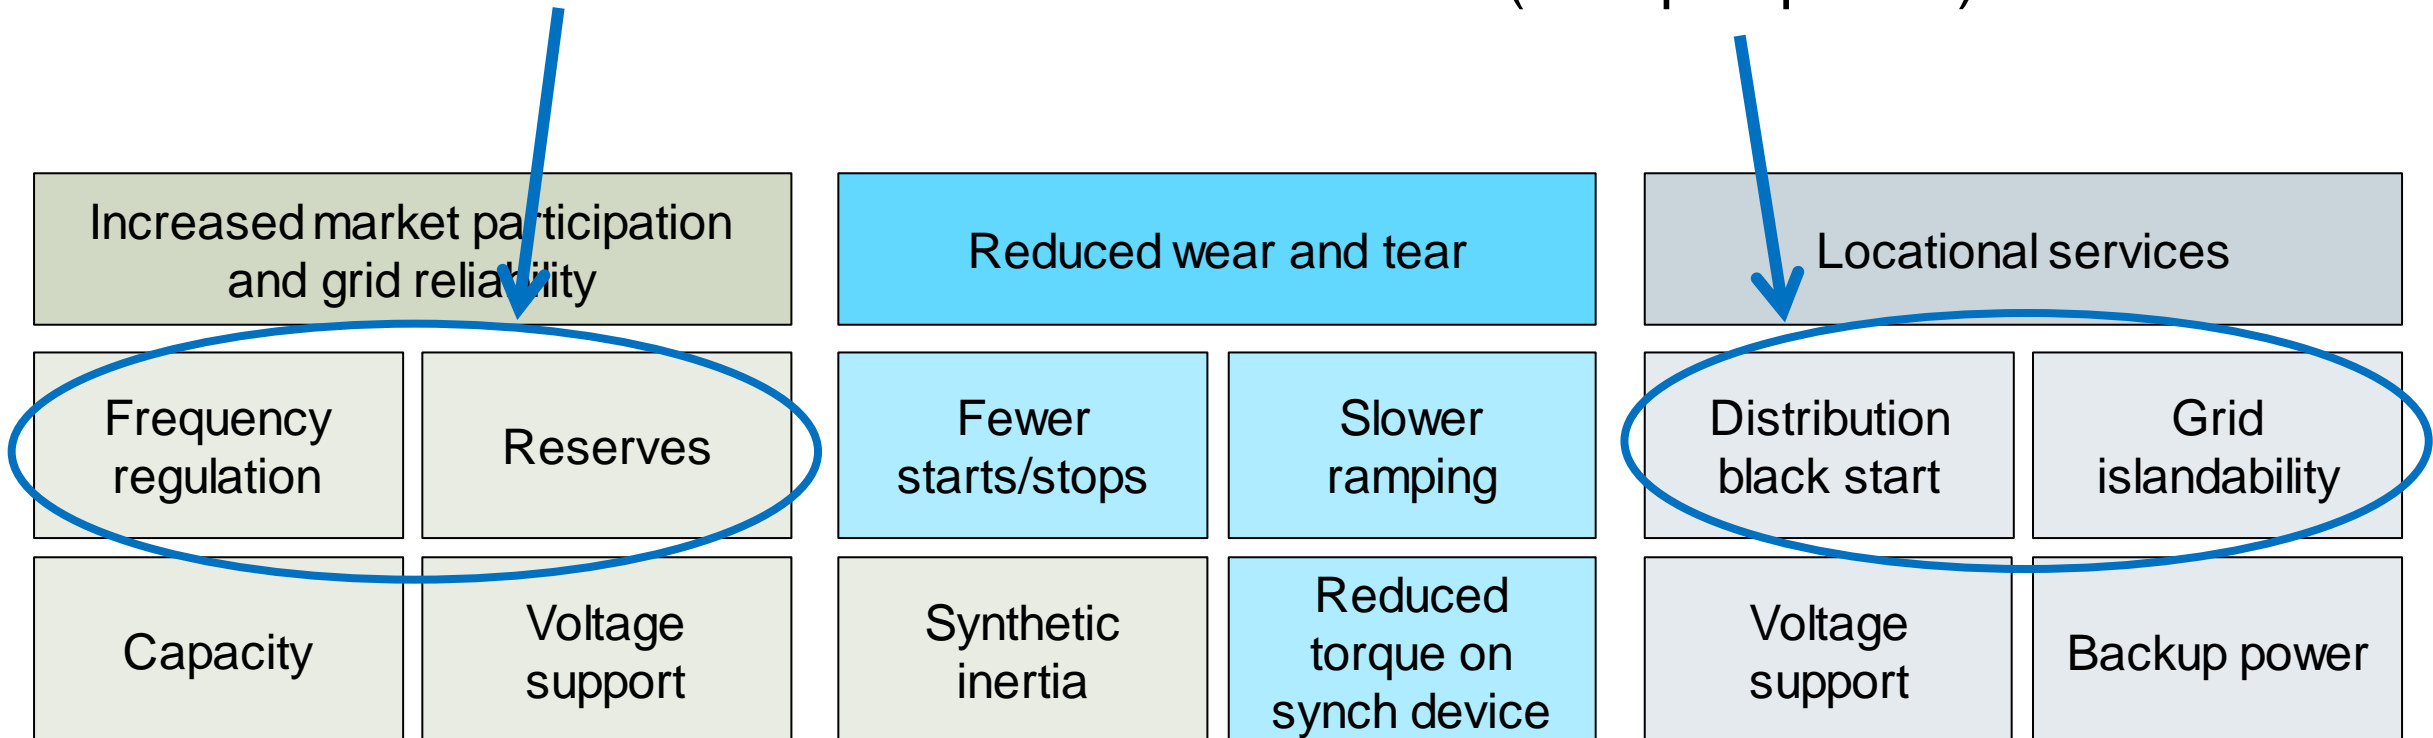 Increased market participation
and grid reliability
Reduced wear and tear
Locational services
Frequency
regulation
Reserves
Fewer
starts/stops
Slower
ramping
Distribution
black start
Grid
islandability
Capacity
Voltage
support
Synthetic
inertia
Reduced
torque on
synch device
Voltage
support
Backup power